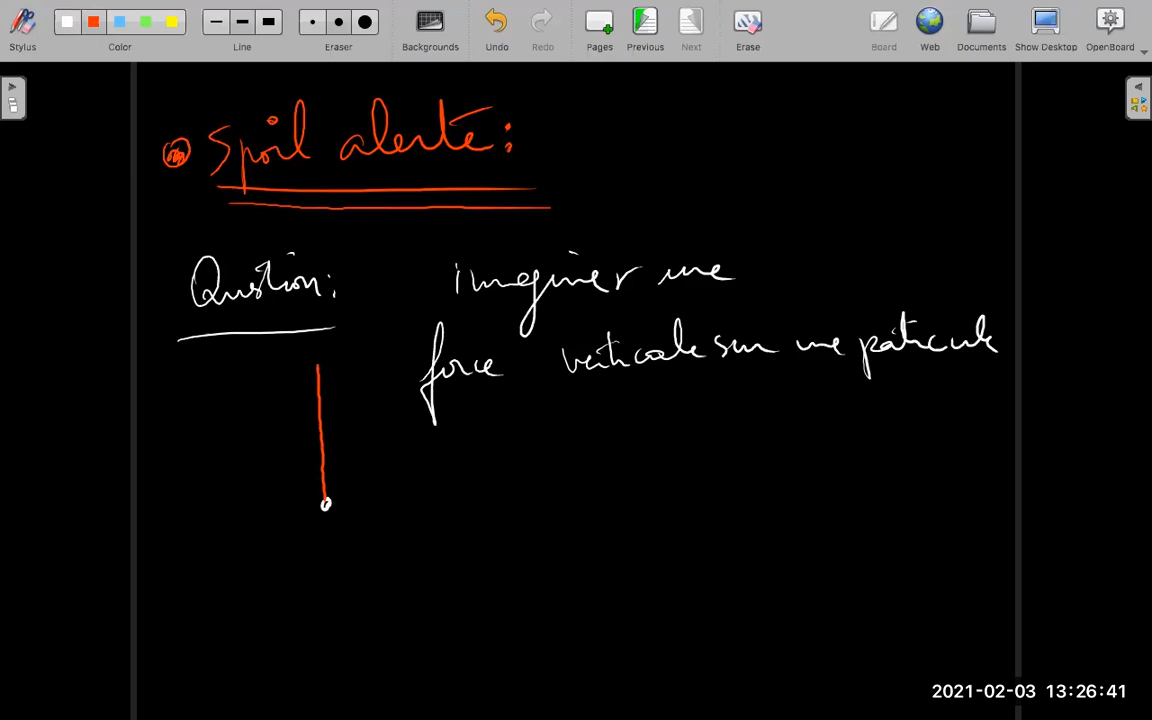 Stylus Color Line Eraser Backgrounds Undo Redo Pages Previous Next Erase Board Web Documents Show Desktop OpenBoard
Spoil alerte:
Question: imaginer une
force verticale sur une particule
2021-02-03 13:26:41